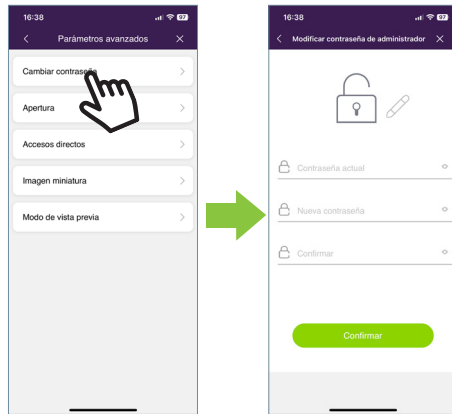 16:38
97
Parámetros avanzados
Cambiar contraseña
Apertura
Accesos directos
Imagen miniatura
Modo de vista previa
16:38
97
Modificar contraseña de administrador
Contraseña actual
Nueva contraseña
Confirmar
Confirmar